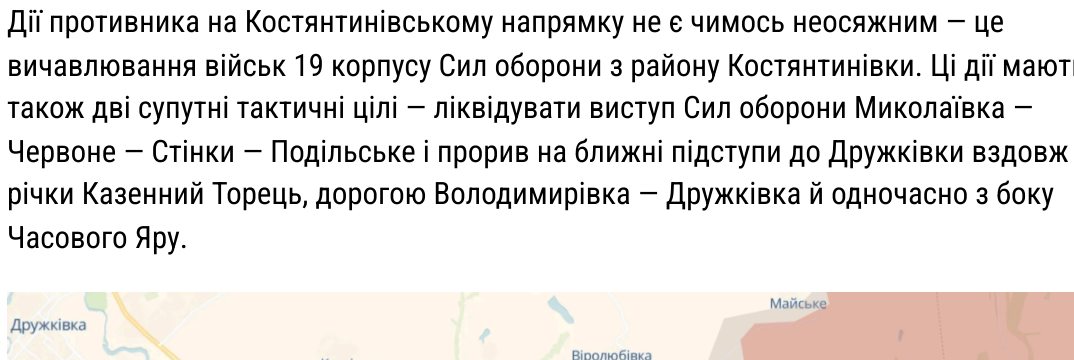 Дії противника на Костянтинівському напрямку не є чимось неосяжним — це
вичавлювання військ 19 корпусу Сил оборони з району Костянтинівки. Ці дії мають
також дві супутні тактичні цілі — ліквідувати виступ Сил оборони Миколаївка —
Червоне — Стінки — Подільське і прорив на ближні підступи до Дружківки вздовж
річки Казенний Торець, дорогою Володимирівка — Дружківка й одночасно з боку
Часового Яру.
Майське
Дружківка
Віролюбівка